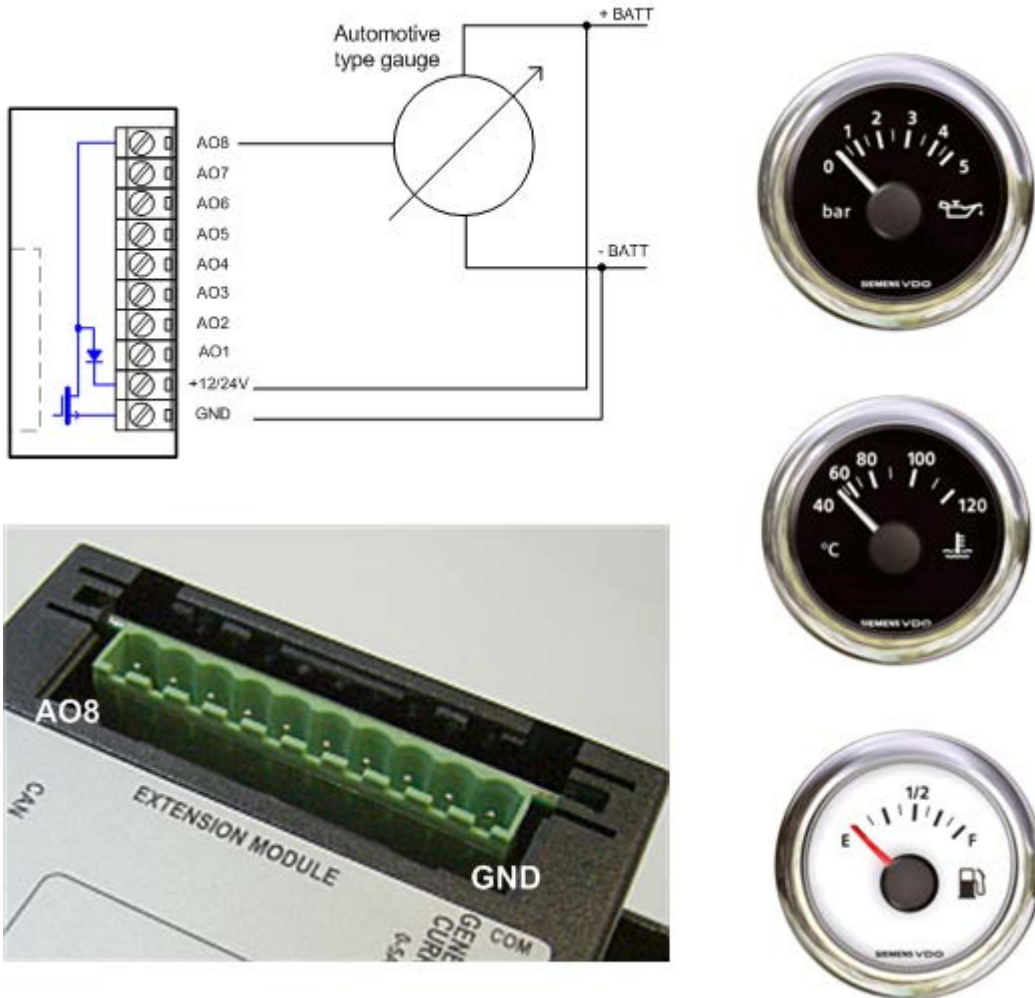 + BATT
Automotive
type gauge
AO8
AO7
AO6
AO5
AO4
AO3
AO2
AO1
+12/24V
GND
- BATT
0 1 2 3 4 5
bar
SIEMENS VDO
40 60 80 100 120
°C
SIEMENS VDO
AO8
CAN
EXTENSION MODULE
GND
COM
E 1/2 F
SIEMENS VDO